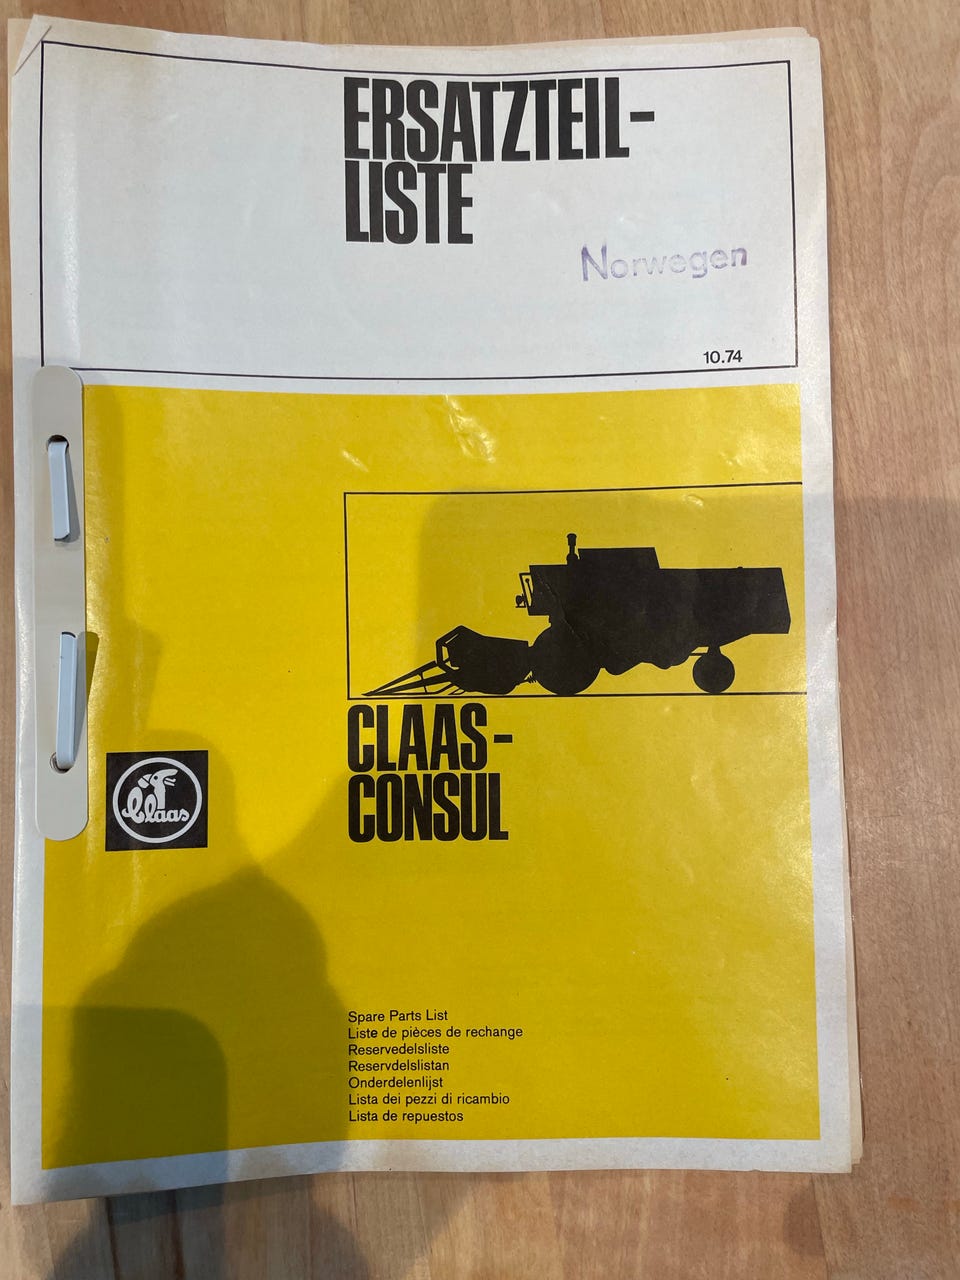 ERSATZTEIL-
LISTE
Norwegen
10.74
CLAAS-
CONSUL
Claas
Spare Parts List
Liste de pièces de rechange
Reservedelsliste
Reservdelslistan
Onderdelenlijst
Lista dei pezzi di ricambio
Lista de repuestos